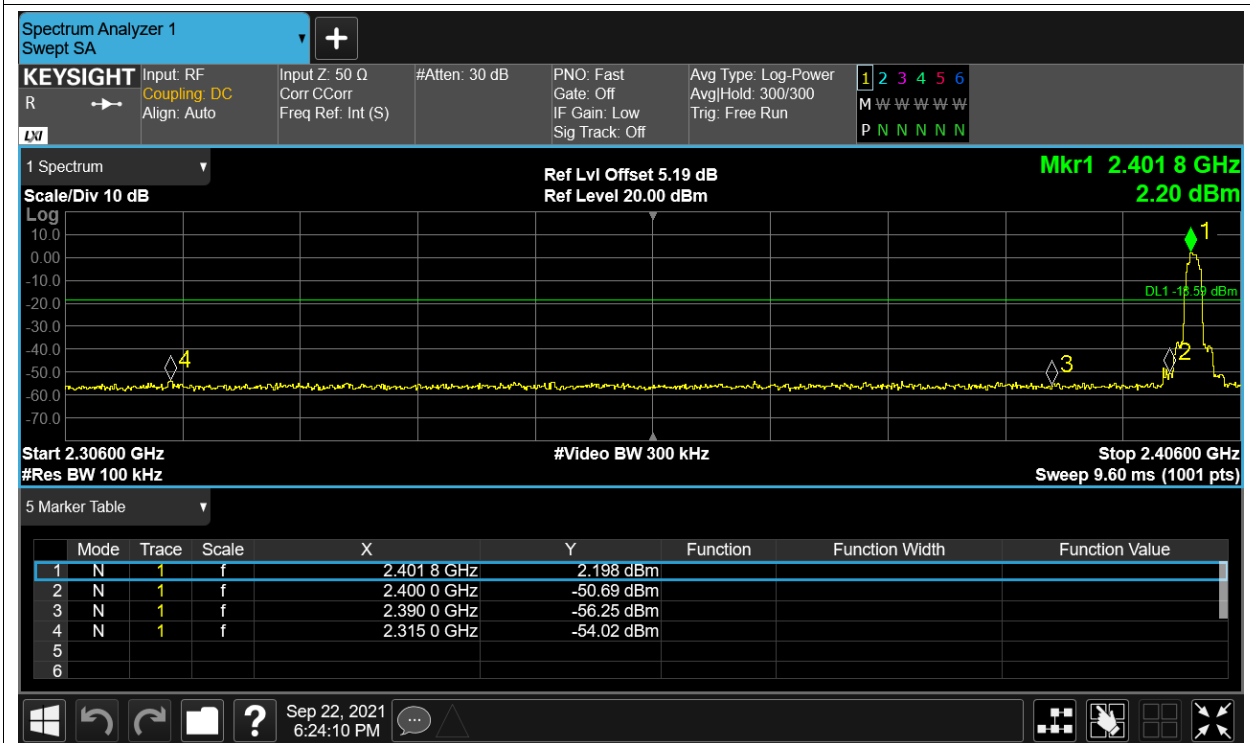 Spectrum Analyzer 1
Swept SA
KEYSIGHT
R
LXI
Input: RF
Coupling: DC
Align: Auto
Input Z: 50 Ω
Corr CCorr
Freq Ref: Int (S)
#Atten: 30 dB
PNO: Fast
Gate: Off
IF Gain: Low
Sig Track: Off
Avg Type: Log-Power
Avg|Hold: 300/300
Trig: Free Run
1 2 3 4 5 6
M W W W W W
P N N N N N
1 Spectrum
Scale/Div 10 dB
Ref Lvl Offset 5.19 dB
Ref Level 20.00 dBm
Mkr1 2.401 8 GHz
2.20 dBm
Log
10.0
0.00
-10.0
-20.0
-30.0
-40.0
-50.0
-60.0
-70.0
1
DL1 -18.59 dBm
4
3
2
Start 2.30600 GHz
#Video BW 300 kHz
Stop 2.40600 GHz
#Res BW 100 kHz
Sweep 9.60 ms (1001 pts)
5 Marker Table
Mode Trace Scale X Y Function Function Width Function Value
1 N 1 f 2.401 8 GHz 2.198 dBm
2 N 1 f 2.400 0 GHz -50.69 dBm
3 N 1 f 2.390 0 GHz -56.25 dBm
4 N 1 f 2.315 0 GHz -54.02 dBm
5
6
?
Sep 22, 2021
6:24:10 PM